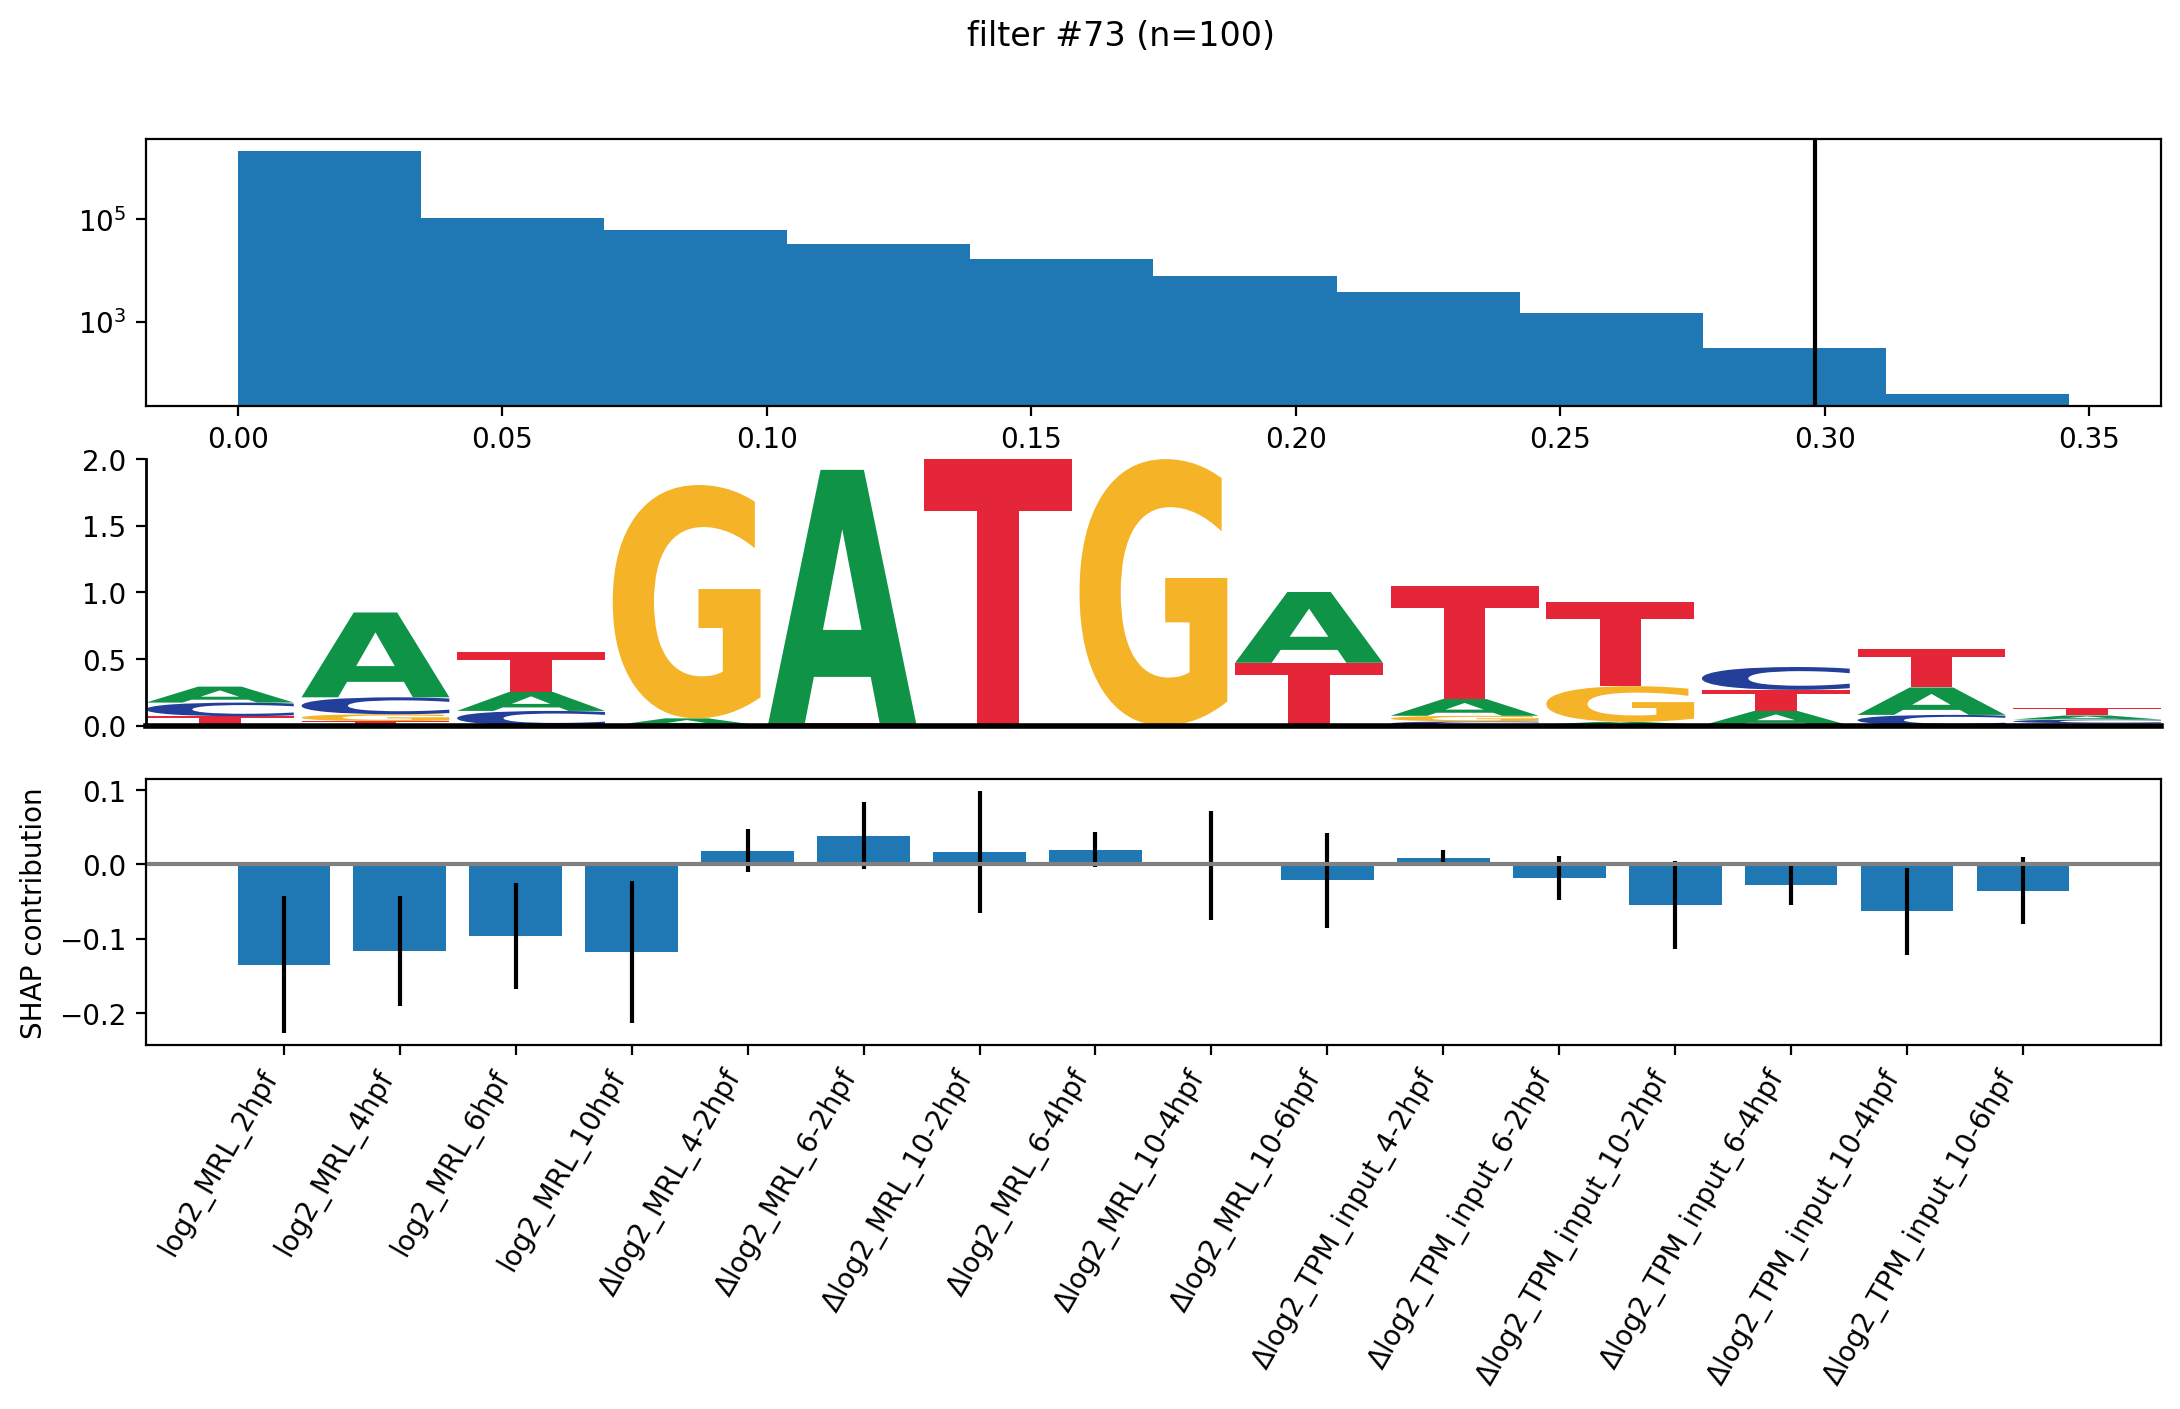 filter #73 (n=100)
10^5
10^3
0.00 0.05 0.10 0.15 0.20 0.25 0.30 0.35
2.0
1.5
1.0
0.5
0.0
GATG
A A T A T T C T T
C C A T A G T A A
T G C G A A C C
T C
A
SHAP contribution
0.1
0.0
−0.1
−0.2
log2_MRL_2hpf
log2_MRL_4hpf
log2_MRL_6hpf
log2_MRL_10hpf
Δlog2_MRL_4-2hpf
Δlog2_MRL_6-2hpf
Δlog2_MRL_10-2hpf
Δlog2_MRL_6-4hpf
Δlog2_MRL_10-4hpf
Δlog2_MRL_10-6hpf
Δlog2_TPM_input_4-2hpf
Δlog2_TPM_input_6-2hpf
Δlog2_TPM_input_10-2hpf
Δlog2_TPM_input_6-4hpf
Δlog2_TPM_input_10-4hpf
Δlog2_TPM_input_10-6hpf